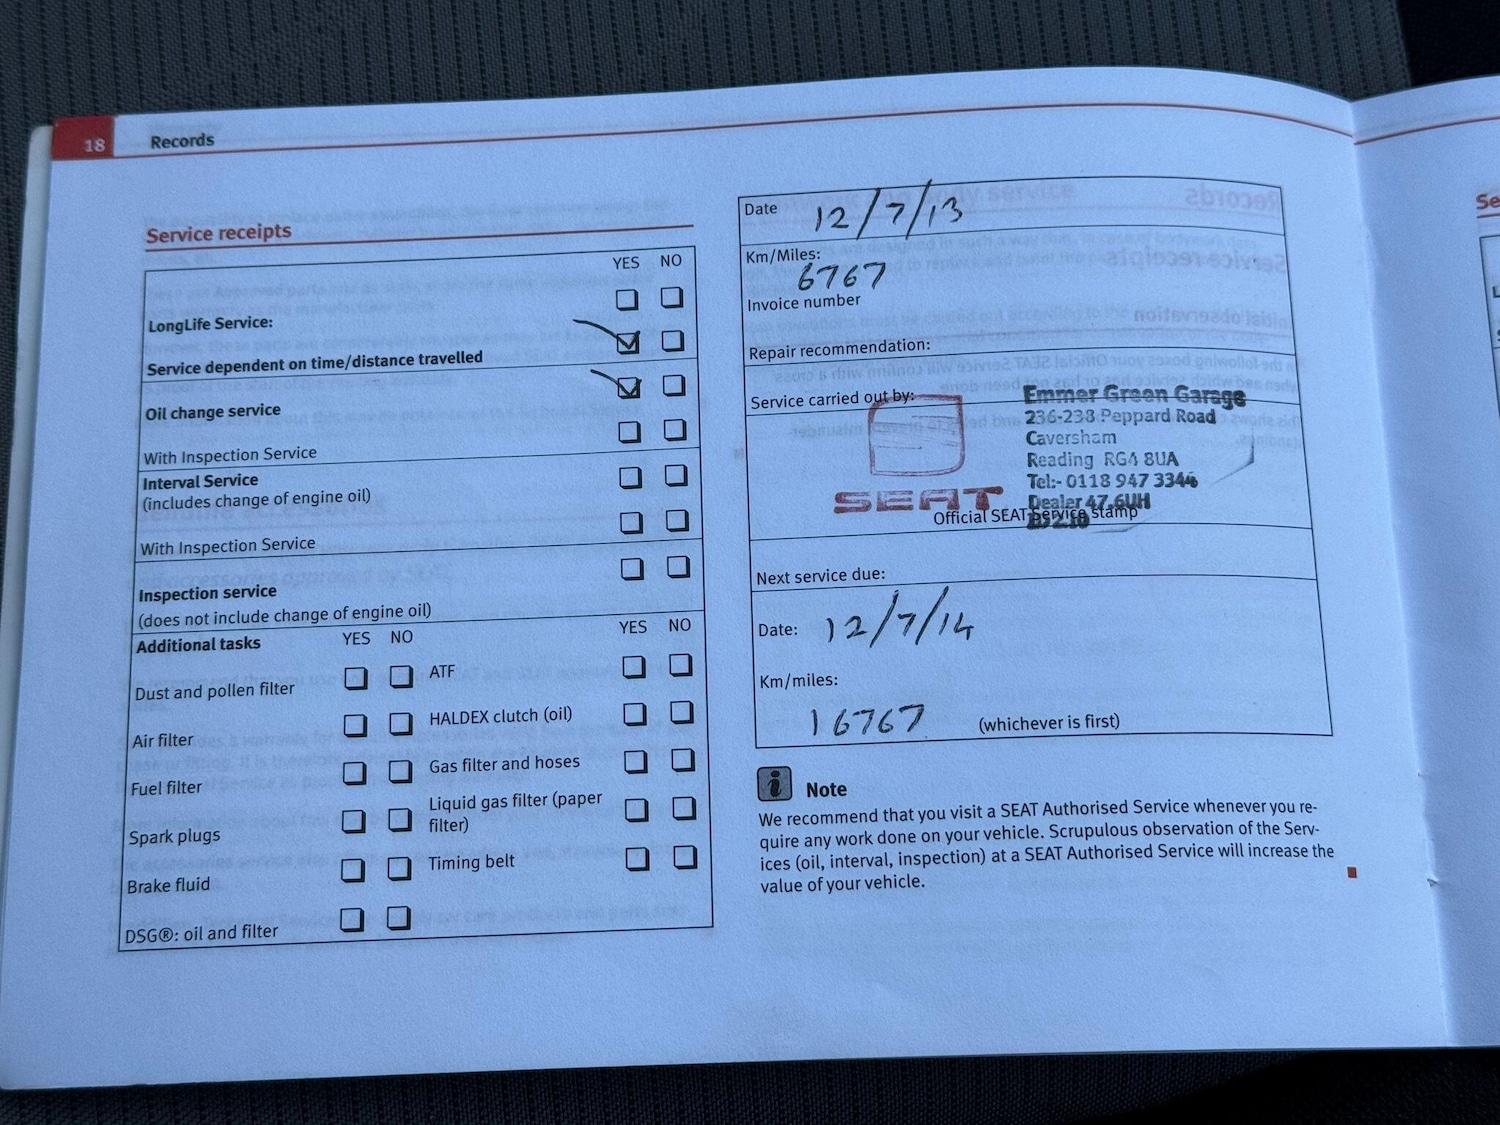 18
Records
Service receipts
YES NO
LongLife Service:
Service dependent on time/distance travelled
Oil change service
With Inspection Service
Interval Service
(includes change of engine oil)
With Inspection Service
Inspection service
(does not include change of engine oil)
Additional tasks YES NO YES NO
Dust and pollen filter ATF
Air filter HALDEX clutch (oil)
Fuel filter Gas filter and hoses
Spark plugs Liquid gas filter (paper
filter)
Brake fluid Timing belt
DSG®: oil and filter
Date 12/7/13
Km/Miles:
6767
Invoice number
Repair recommendation:
Service carried out by:
SEAT
Emmer Green Garage
236-238 Peppard Road
Caversham
Reading RG4 8UA
Tel:- 0118 947 3344
Dealer 47.6UH
Official SEAT Service stamp
Next service due:
Date: 12/7/14
Km/miles:
16767 (whichever is first)
Note
We recommend that you visit a SEAT Authorised Service whenever you re-
quire any work done on your vehicle. Scrupulous observation of the Serv-
ices (oil, interval, inspection) at a SEAT Authorised Service will increase the
value of your vehicle.
Se